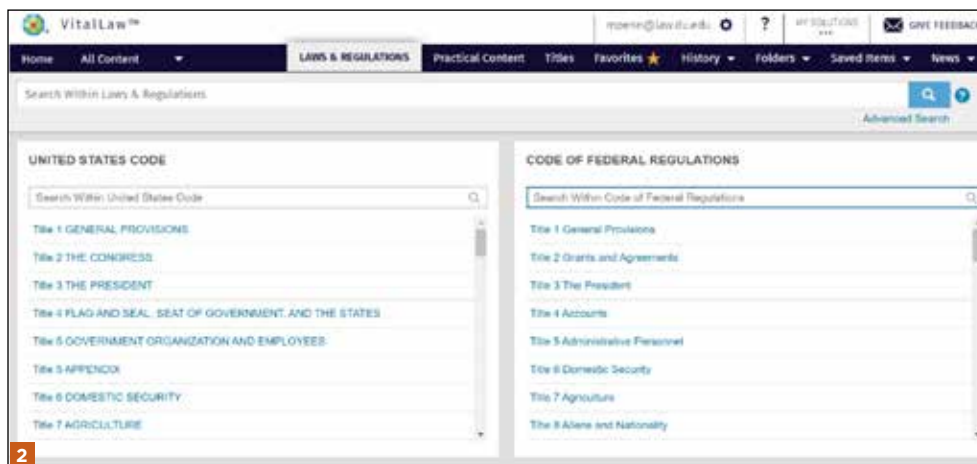 VitalLaw™
? MY SOLUTIONS GIVE FEEDBACK
Home All Content LAWS & REGULATIONS Practical Content Titles Favorites History Folders Saved Items News
Search Within Laws & Regulations
Advanced Search
UNITED STATES CODE
Search Within United States Code
Title 1 GENERAL PROVISIONS
Title 2 THE CONGRESS
Title 3 THE PRESIDENT
Title 4 FLAG AND SEAL, SEAT OF GOVERNMENT, AND THE STATES
Title 5 GOVERNMENT ORGANIZATION AND EMPLOYEES
Title 5 APPENDIX
Title 6 DOMESTIC SECURITY
Title 7 AGRICULTURE
CODE OF FEDERAL REGULATIONS
Search Within Code of Federal Regulations
Title 1 General Provisions
Title 2 Grants and Agreements
Title 3 The President
Title 4 Accounts
Title 5 Administrative Personnel
Title 6 Domestic Security
Title 7 Agriculture
Title 8 Aliens and Nationality
2